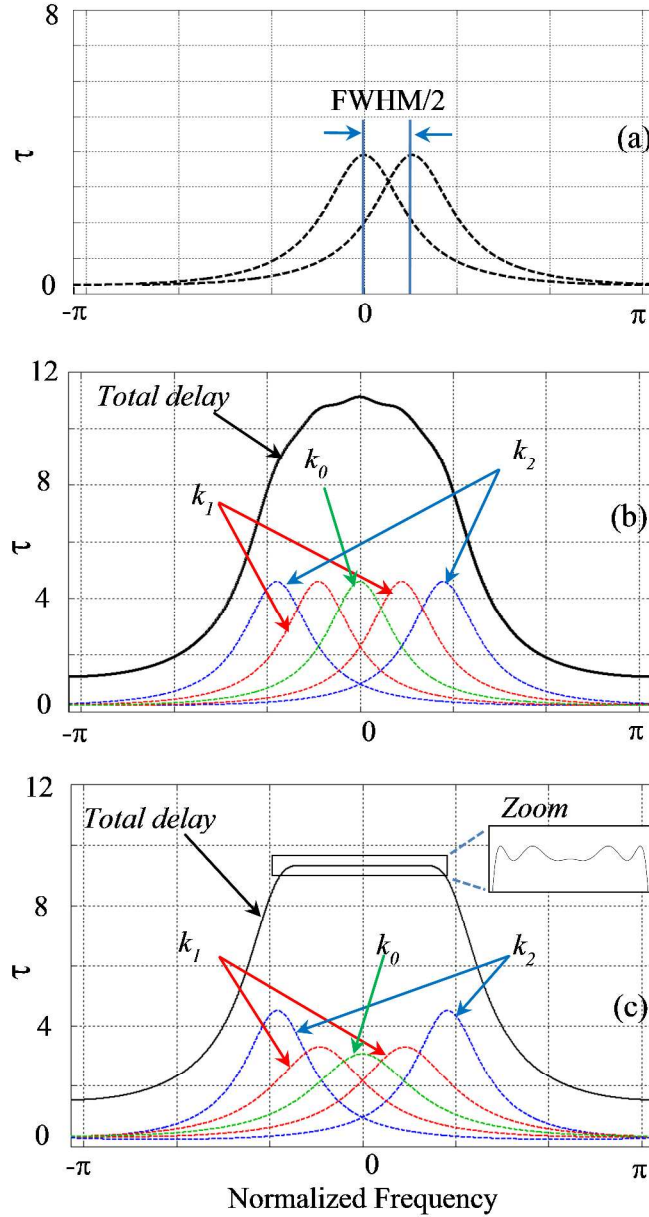 8
FWHM/2
(a)
τ
0
-π 0 π
12
Total delay
k0
k2
k1
8
(b)
τ
4
0
-π 0 π
12
Zoom
Total delay
8
k1
k0
k2
τ
(c)
4
0
-π 0 π
Normalized Frequency